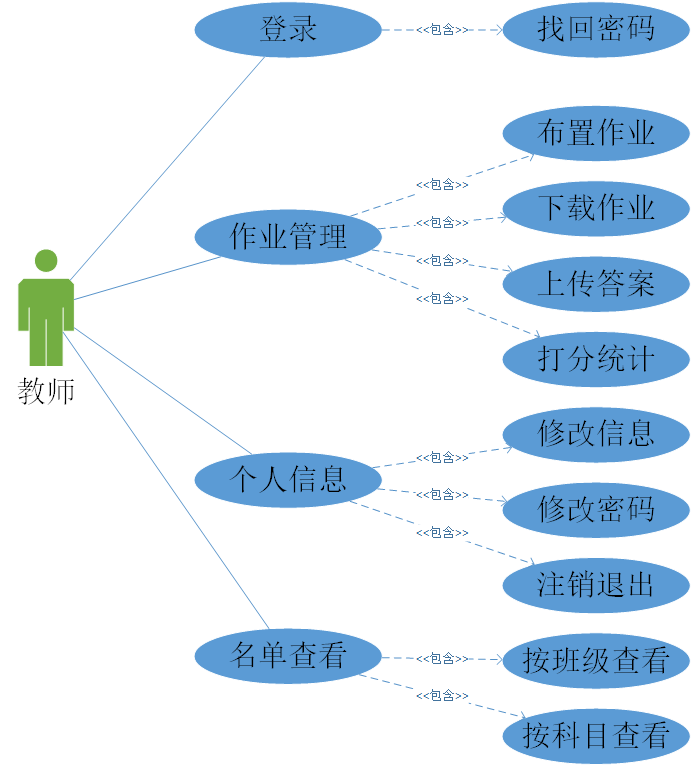 登录
<<包含>>
找回密码
布置作业
<<包含>>
下载作业
<<包含>>
作业管理
<<包含>>
上传答案
<<包含>>
打分统计
教师
修改信息
<<包含>>
个人信息
<<包含>>
修改密码
<<包含>>
注销退出
名单查看
<<包含>>
按班级查看
<<包含>>
按科目查看